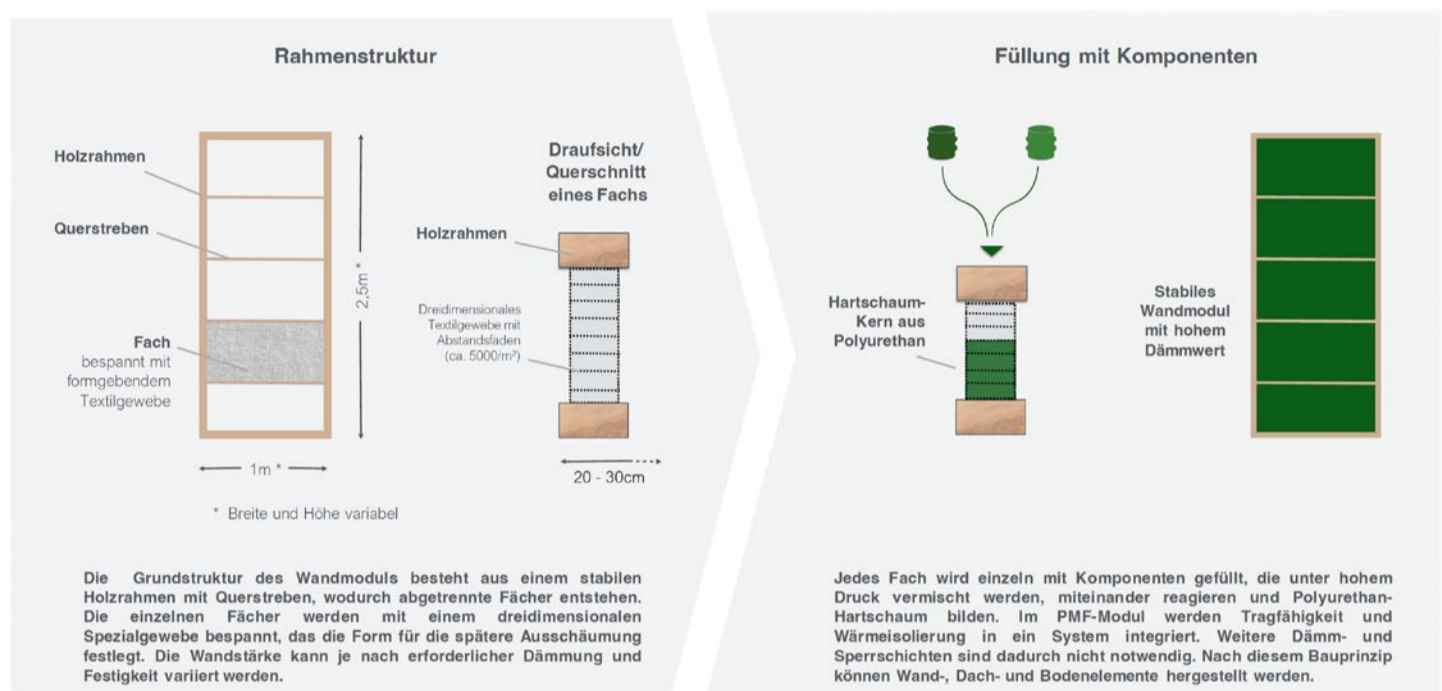 Rahmenstruktur
Holzrahmen
Querstreben
Fach
bespannt mit
formgebendem
Textilgewebe
2,5m *
1m *
* Breite und Höhe variabel
Draufsicht/
Querschnitt
eines Fachs
Holzrahmen
Dreidimensionales
Textilgewebe mit
Abstandsfäden
(ca. 5000/m²)
20 - 30cm
Die Grundstruktur des Wandmoduls besteht aus einem stabilen
Holzrahmen mit Querstreben, wodurch abgetrennte Fächer entstehen.
Die einzelnen Fächer werden mit einem dreidimensionalen
Spezialgewebe bespannt, das die Form für die spätere Ausschäumung
festlegt. Die Wandstärke kann je nach erforderlicher Dämmung und
Festigkeit variiert werden.
Füllung mit Komponenten
Hartschaum-
Kern aus
Polyurethan
Stabiles
Wandmodul
mit hohem
Dämmwert
Jedes Fach wird einzeln mit Komponenten gefüllt, die unter hohem
Druck vermischt werden, miteinander reagieren und Polyurethan-
Hartschaum bilden. Im PMF-Modul werden Tragfähigkeit und
Wärmeisolierung in ein System integriert. Weitere Dämm- und
Sperrschichten sind dadurch nicht notwendig. Nach diesem Bauprinzip
können Wand-, Dach- und Bodenelemente hergestellt werden.